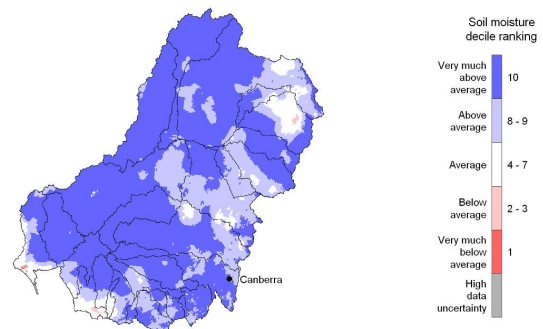 Soil moisture
decile ranking
Very much
above
average
10
Above
average
8 - 9
Average
4 - 7
Below
average
2 - 3
Very much
below
average
1
High
data
uncertainty
Canberra